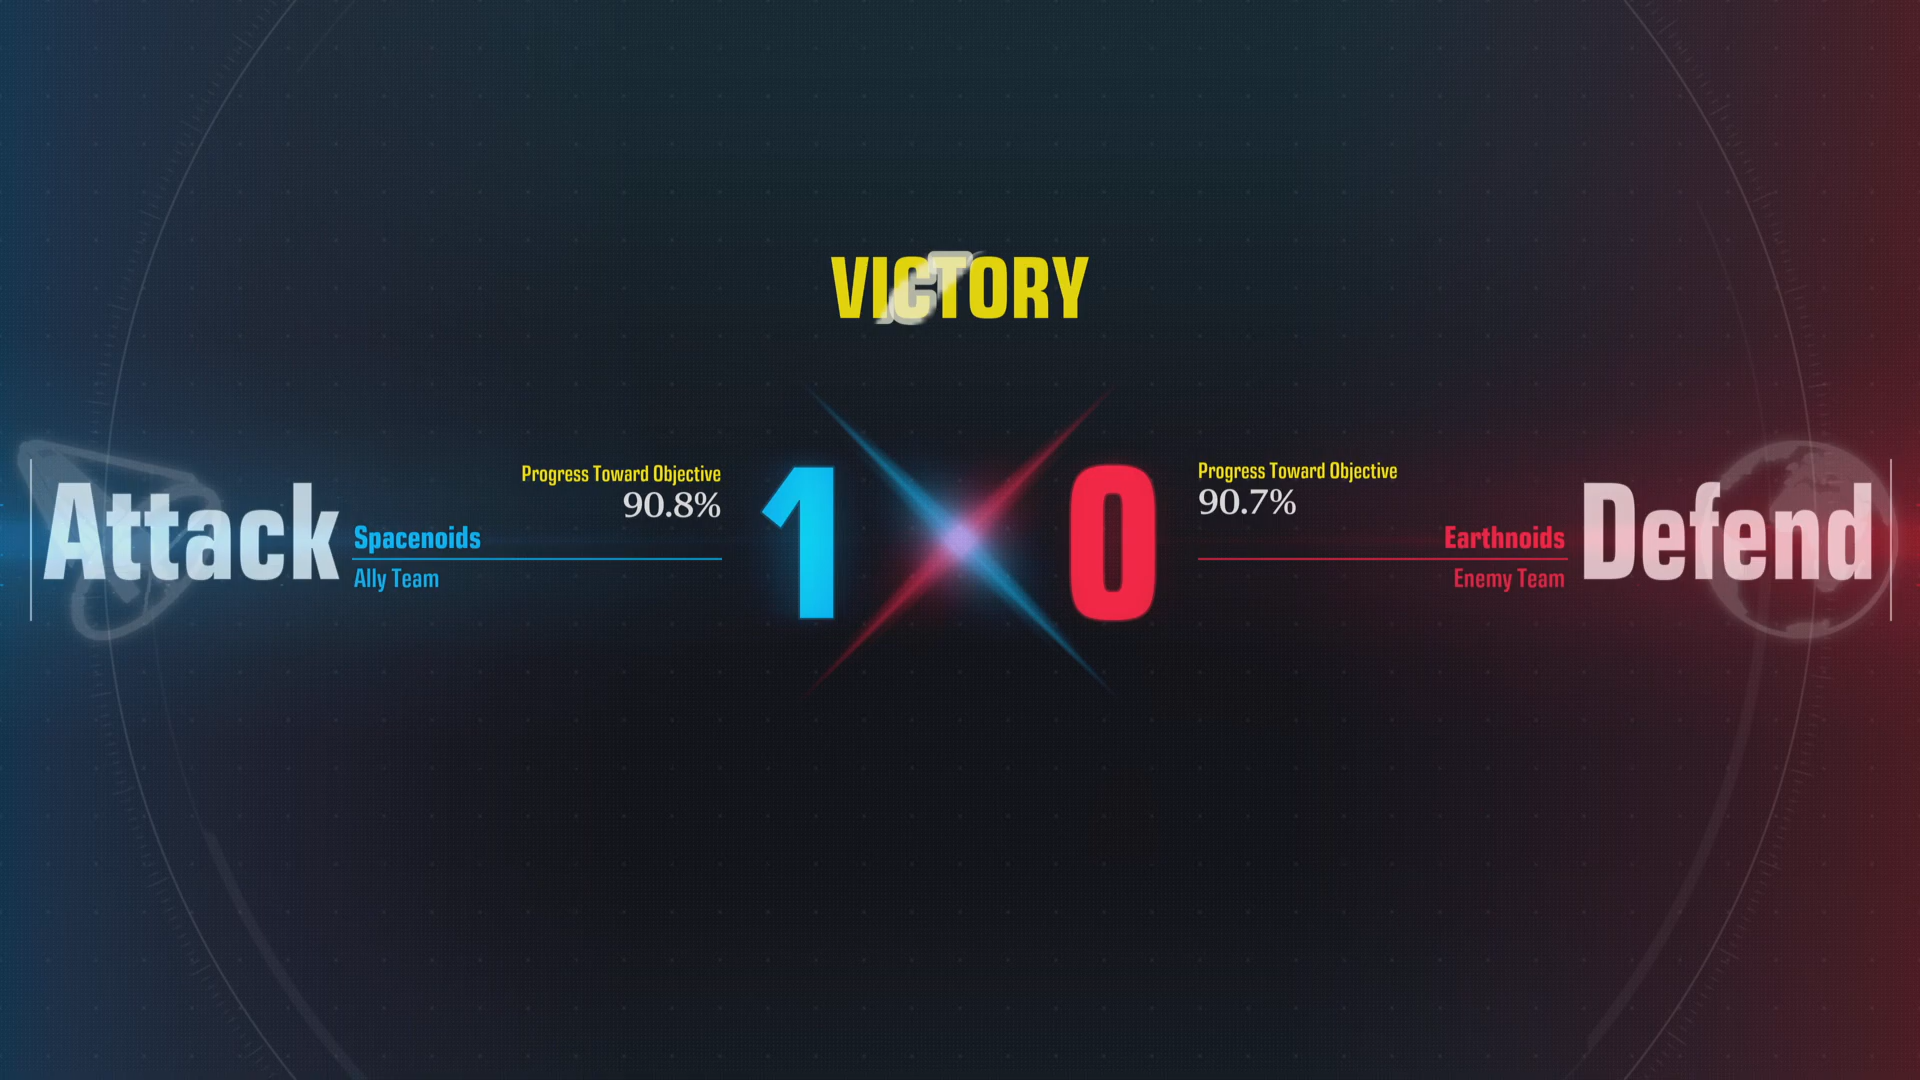 VICTORY
Attack
Spacenoids
Ally Team
Progress Toward Objective
90.8%
1
0
Progress Toward Objective
90.7%
Earthnoids
Enemy Team
Defend